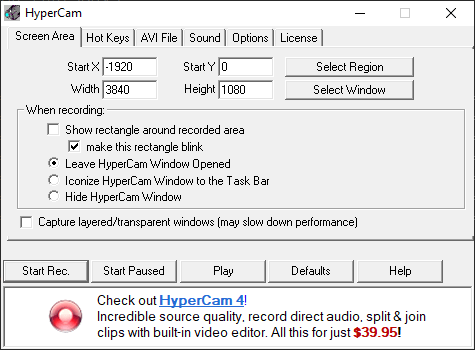 HyperCam
Screen Area Hot Keys AVI File Sound Options License
Start X -1920 Start Y 0 Select Region
Width 3840 Height 1080 Select Window
When recording:
Show rectangle around recorded area
make this rectangle blink
Leave HyperCam Window Opened
Iconize HyperCam Window to the Task Bar
Hide HyperCam Window
Capture layered/transparent windows (may slow down performance)
Start Rec. Start Paused Play Defaults Help
Check out HyperCam 4!
Incredible source quality, record direct audio, split & join
clips with built-in video editor. All this for just $39.95!